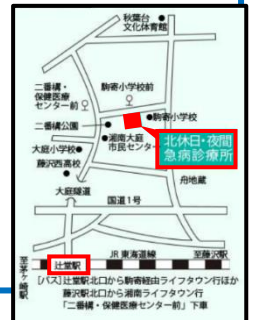 秋葉台
文化体育館
二番構・
保健医療
センター前
駒寄小学校前
二番構公園
駒寄小学校
湘南大庭
市民センター
北休日・夜間
急病診療所
大庭小学校
藤沢西高校
大庭隧道
舟地蔵
国道1号
至茅ヶ崎駅
辻堂駅
JR東海道線
至藤沢駅
[バス]辻堂駅北口から駒寄経由ライフタウン行ほか
藤沢駅北口から湘南ライフタウン行
「二番構・保健医療センター前」下車